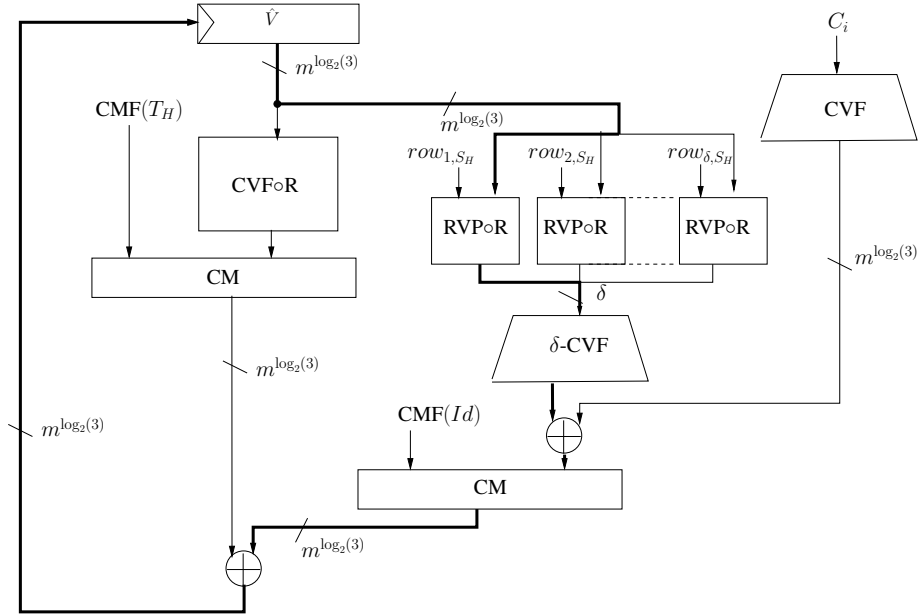 V̂
C_i
m^{log_2(3)}
CMF(T_H)
CVF
m^{log_2(3)}
row_{1,S_H} row_{2,S_H} row_{δ,S_H}
CVF∘R
RVP∘R RVP∘R RVP∘R
m^{log_2(3)}
CM
δ
δ-CVF
m^{log_2(3)}
CMF(Id)
m^{log_2(3)}
CM
m^{log_2(3)}